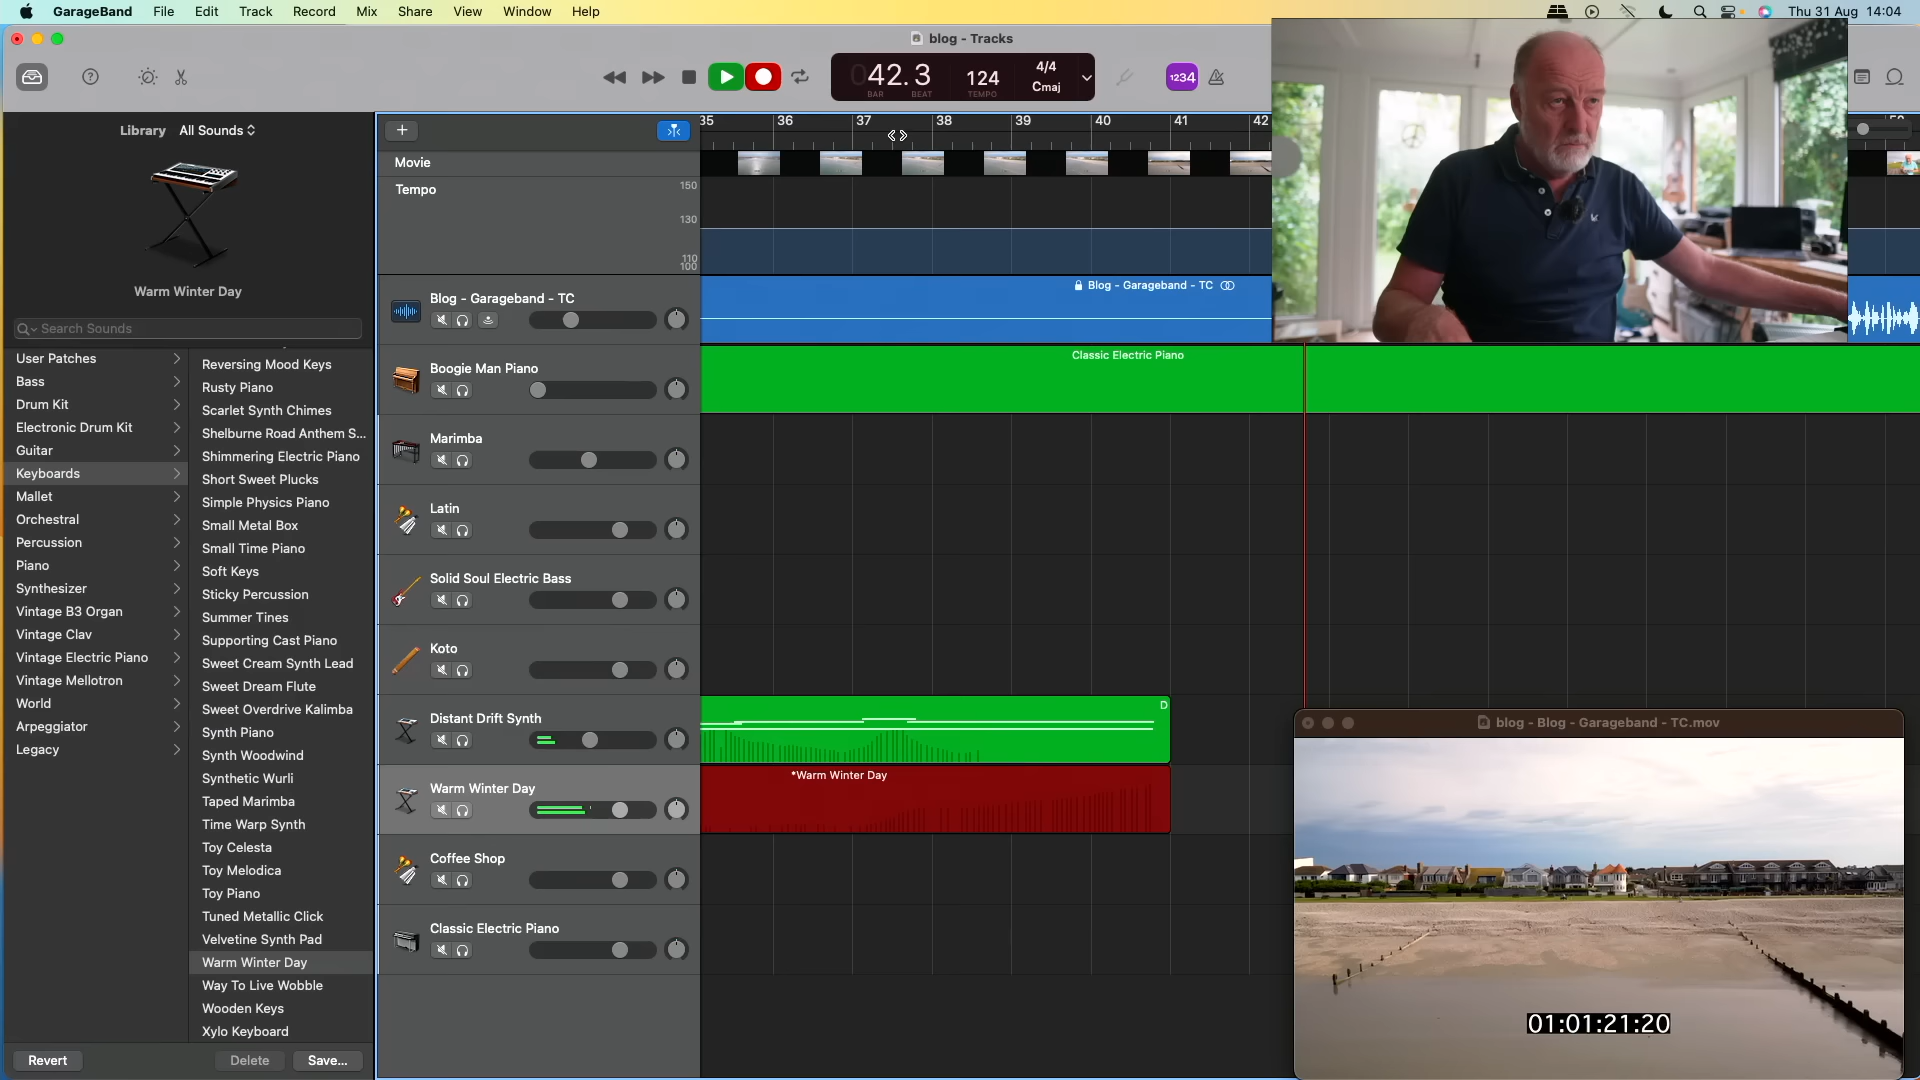 GarageBand File Edit Track Record Mix Share View Window Help
Thu 31 Aug 14:04
blog - Tracks
042.3
BAR BEAT
124
TEMPO
4/4
Cmaj
1234
Library All Sounds
Warm Winter Day
Search Sounds
User Patches
Bass
Drum Kit
Electronic Drum Kit
Guitar
Keyboards
Mallet
Orchestral
Percussion
Piano
Synthesizer
Vintage B3 Organ
Vintage Clav
Vintage Electric Piano
Vintage Mellotron
World
Arpeggiator
Legacy
Reversing Mood Keys
Rusty Piano
Scarlet Synth Chimes
Shelburne Road Anthem S...
Shimmering Electric Piano
Short Sweet Plucks
Simple Physics Piano
Small Metal Box
Small Time Piano
Soft Keys
Sticky Percussion
Summer Tines
Supporting Cast Piano
Sweet Cream Synth Lead
Sweet Dream Flute
Sweet Overdrive Kalimba
Synth Piano
Synth Woodwind
Synthetic Wurli
Taped Marimba
Time Warp Synth
Toy Celesta
Toy Melodica
Toy Piano
Tuned Metallic Click
Velvetine Synth Pad
Warm Winter Day
Way To Live Wobble
Wooden Keys
Xylo Keyboard
Revert Delete Save...
35 36 37 38 39 40 41 42
Movie
Tempo
150
130
110
100
Blog - Garageband - TC
Boogie Man Piano
Marimba
Latin
Solid Soul Electric Bass
Koto
Distant Drift Synth
Warm Winter Day
Coffee Shop
Classic Electric Piano
Blog - Garageband - TC
Classic Electric Piano
D
*Warm Winter Day
blog - Blog - Garageband - TC.mov
01:01:21:20